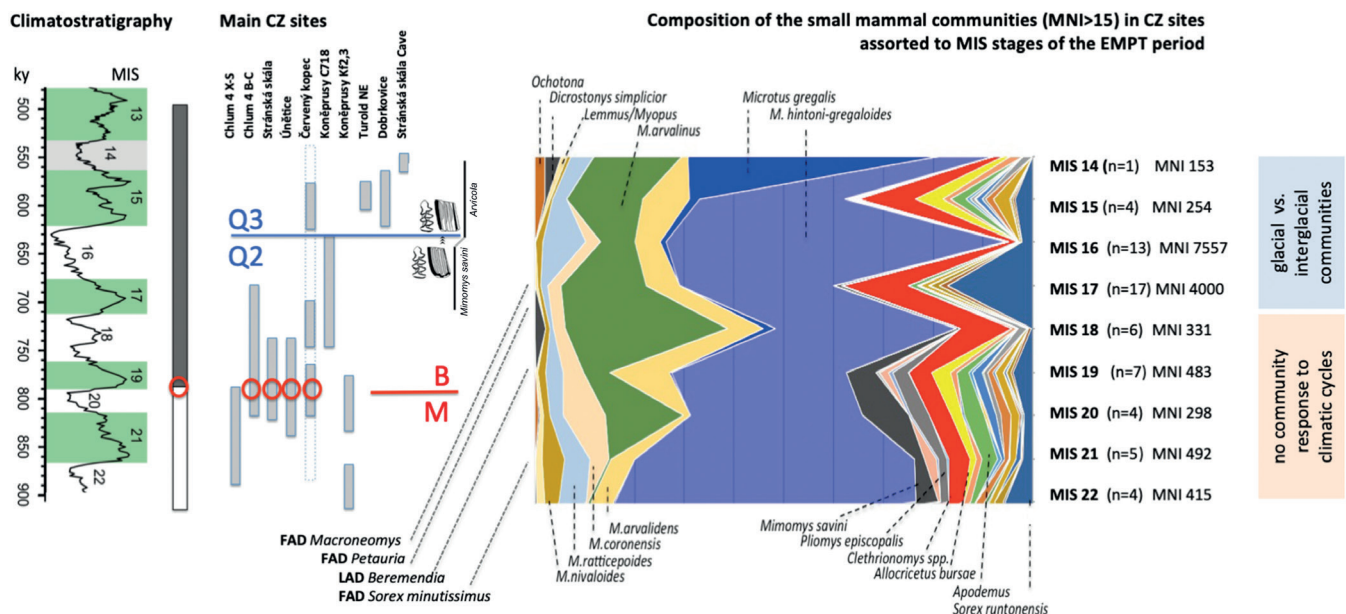 Climatostratigraphy
Main CZ sites
Composition of the small mammal communities (MNI>15) in CZ sites
assorted to MIS stages of the EMPT period
ky
MIS
500
550
600
650
700
750
800
850
900
13
14
15
16
17
18
19
20
21
22
Chlum 4 X-S
Chlum 4 B-C
Stránská skála
Únětice
Červený kopec
Koněprusy C718
Koněprusy Kf2,3
Turold NE
Dobrkovice
Stránská skála Cave
Q3
Q2
B
M
Arvicola
Mimomys savini
Ochotona
Dicrostonys simplicior
Lemmus/Myopus
M.arvalinus
Microtus gregalis
M. hintoni-gregaloides
MIS 14 (n=1) MNI 153
MIS 15 (n=4) MNI 254
MIS 16 (n=13) MNI 7557
MIS 17 (n=17) MNI 4000
MIS 18 (n=6) MNI 331
MIS 19 (n=7) MNI 483
MIS 20 (n=4) MNI 298
MIS 21 (n=5) MNI 492
MIS 22 (n=4) MNI 415
glacial vs.
interglacial
communities
no community
response to
climatic cycles
FAD Macroneomys
FAD Petauria
LAD Beremendia
FAD Sorex minutissimus
M.arvalidens
M.coronensis
M.ratticepoides
M.nivaloides
Mimomys savini
Pliomys episcopalis
Clethrionomys spp.
Allocricetus bursae
Apodemus
Sorex runtonensis